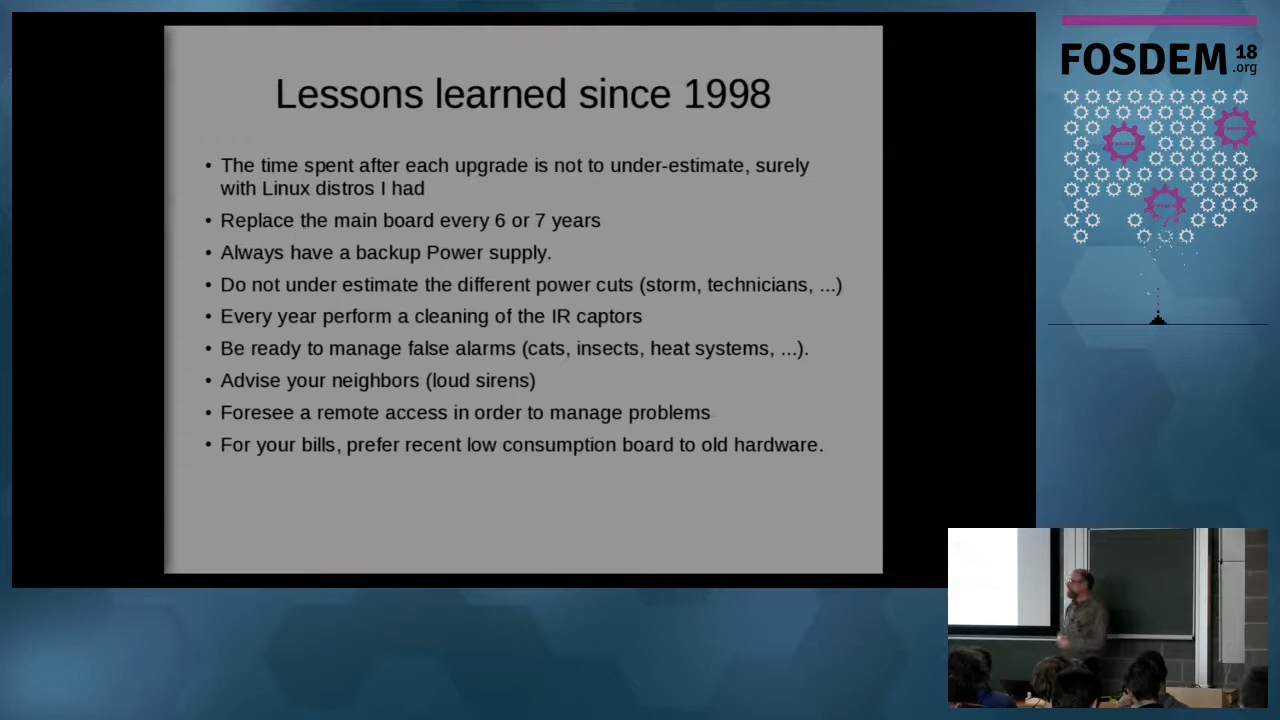 Lessons learned since 1998
• The time spent after each upgrade is not to under-estimate, surely
with Linux distros I had
• Replace the main board every 6 or 7 years
• Always have a backup Power supply.
• Do not under estimate the different power cuts (storm, technicians, ...)
• Every year perform a cleaning of the IR captors
• Be ready to manage false alarms (cats, insects, heat systems, ...).
• Advise your neighbors (loud sirens)
• Foresee a remote access in order to manage problems
• For your bills, prefer recent low consumption board to old hardware.
FOSDEM 18
.org